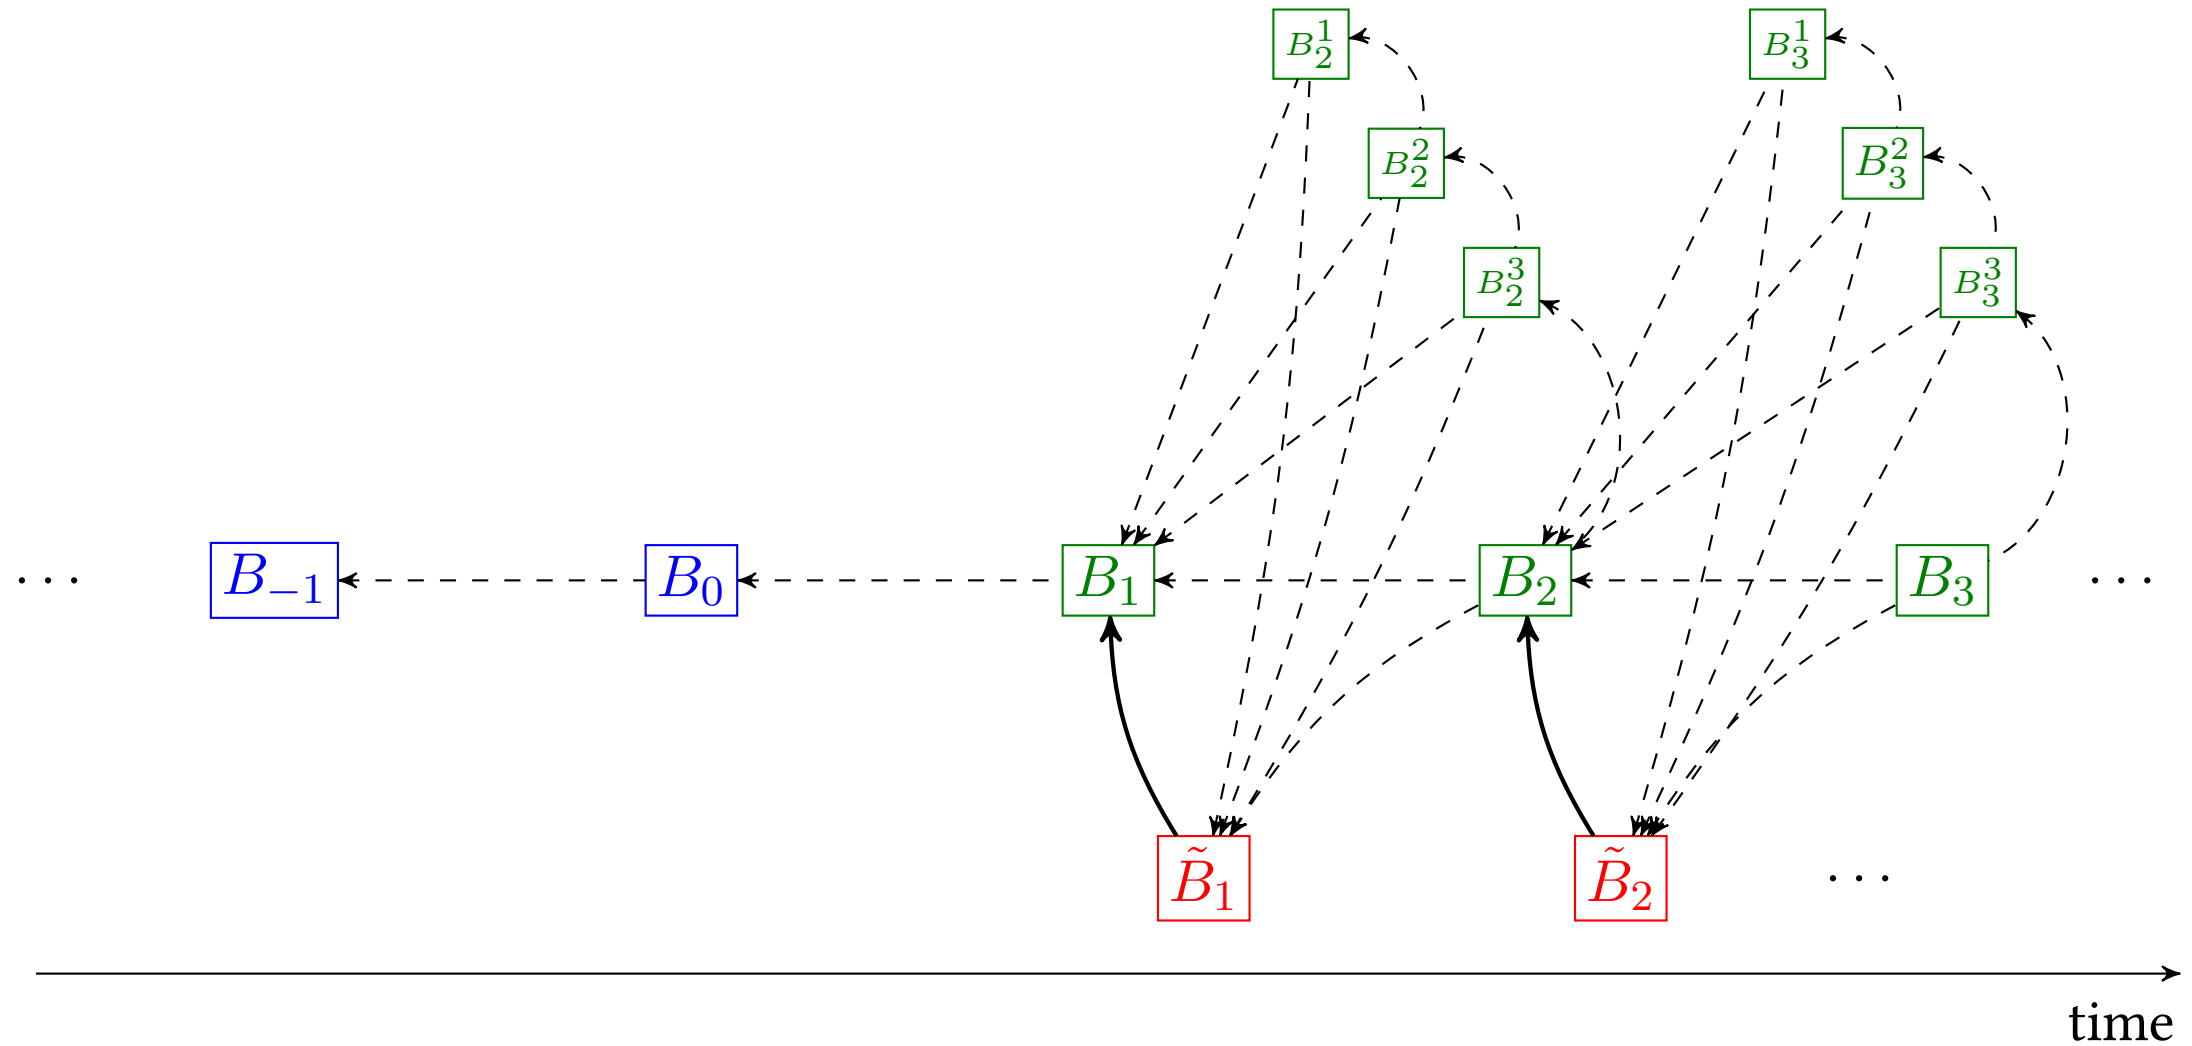 B_2^1 B_3^1
B_2^2 B_3^2
B_2^3 B_3^3
⋯ B_{-1} B_0 B_1 B_2 B_3 ⋯
\tilde{B}_1 \tilde{B}_2 ⋯
time